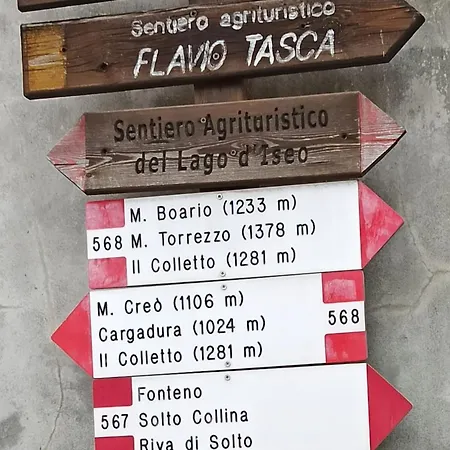 Sentiero agrituristico
FLAVIO TASCA
Sentiero Agrituristico
del Lago d'Iseo
M. Boario (1233 m)
568 M. Torrezzo (1378 m)
Il Colletto (1281 m)
M. Creò (1106 m)
Cargadura (1024 m) 568
Il Colletto (1281 m)
Fonteno
567 Solto Collina
Riva di Solto